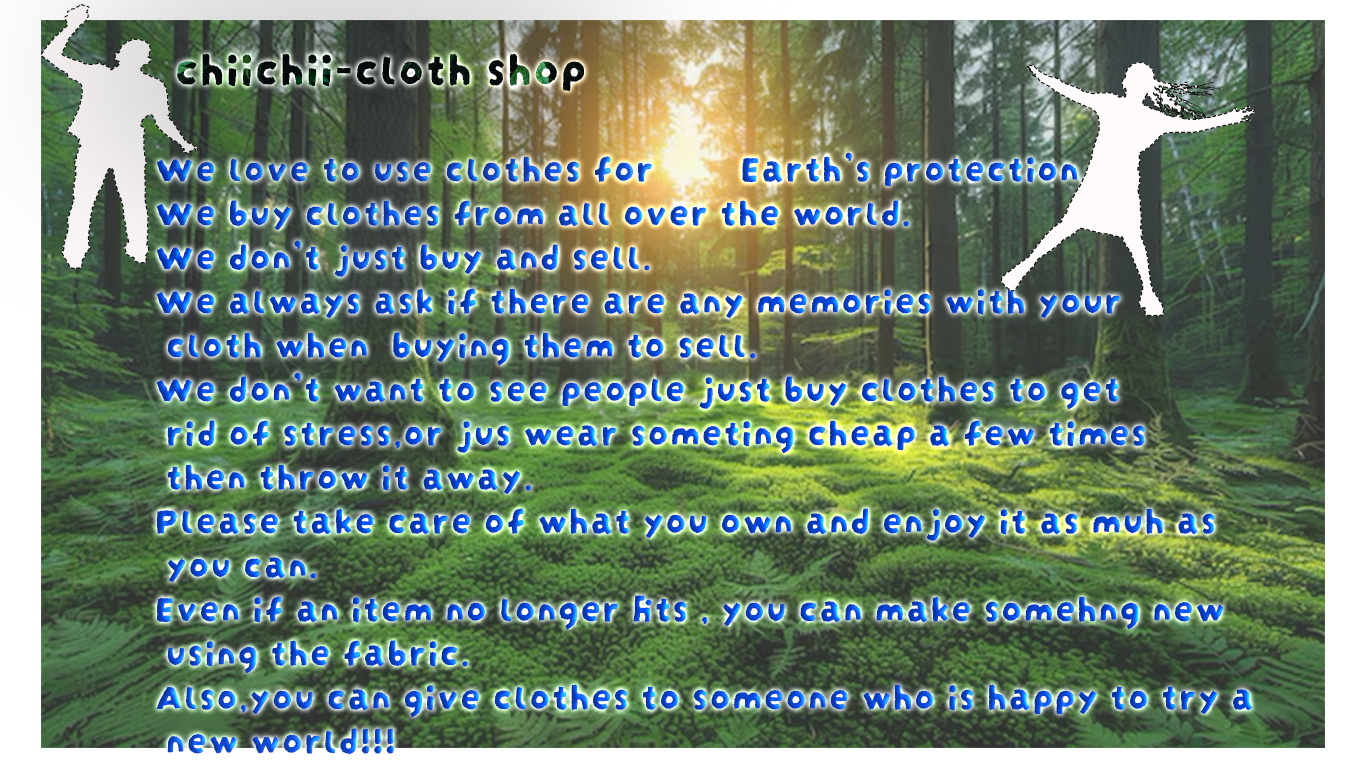 chiichii-cloth shop
We love to use clothes for Earth's protection
We buy clothes from all over the world.
We don't just buy and sell.
We always ask if there are any memories with your
cloth when buying them to sell.
We don't want to see people just buy clothes to get
rid of stress,or jus wear someting cheap a few times
then throw it away.
Please take care of what you own and enjoy it as muh as
you can.
Even if an item no longer fits , you can make somehng new
using the fabric.
Also,you can give clothes to someone who is happy to try a
new world!!!